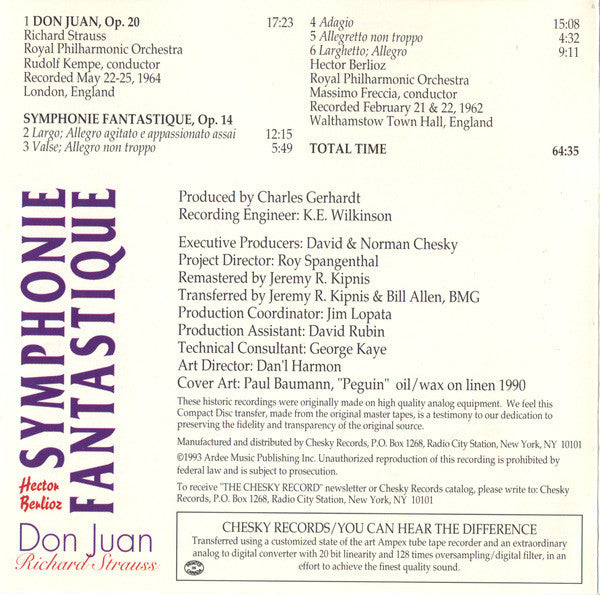 1 DON JUAN, Op. 20 17:23
Richard Strauss
Royal Philharmonic Orchestra
Rudolf Kempe, conductor
Recorded May 22-25, 1964
London, England
SYMPHONIE FANTASTIQUE, Op. 14
2 Largo; Allegro agitato e appassionato assai 12:15
3 Valse; Allegro non troppo 5:49
4 Adagio 15:08
5 Allegretto non troppo 4:32
6 Larghetto; Allegro 9:11
Hector Berlioz
Royal Philharmonic Orchestra
Massimo Freccia, conductor
Recorded February 21 & 22, 1962
Walthamstow Town Hall, England
TOTAL TIME 64:35
SYMPHONIE
FANTASTIQUE
Hector
Berlioz
Don Juan
Richard Strauss
Produced by Charles Gerhardt
Recording Engineer: K.E. Wilkinson
Executive Producers: David & Norman Chesky
Project Director: Roy Spangenthal
Remastered by Jeremy R. Kipnis
Transferred by Jeremy R. Kipnis & Bill Allen, BMG
Production Coordinator: Jim Lopata
Production Assistant: David Rubin
Technical Consultant: George Kaye
Art Director: Dan'l Harmon
Cover Art: Paul Baumann, "Peguin" oil/wax on linen 1990
These historic recordings were originally made on high quality analog equipment. We feel this
Compact Disc transfer, made from the original master tapes, is a testimony to our dedication to
preserving the fidelity and transparency of the original source.
Manufactured and distributed by Chesky Records, P.O. Box 1268, Radio City Station, New York, NY 10101
©1993 Ardee Music Publishing Inc. Unauthorized reproduction of this recording is prohibited by
federal law and is subject to prosecution.
To receive "THE CHESKY RECORD" newsletter or Chesky Records catalog, please write to: Chesky
Records, P.O. Box 1268, Radio City Station, New York, NY 10101
CHESKY RECORDS/YOU CAN HEAR THE DIFFERENCE
Transferred using a customized state of the art Ampex tube tape recorder and an extraordinary
analog to digital converter with 20 bit linearity and 128 times oversampling/digital filter, in an
effort to achieve the finest quality sound.